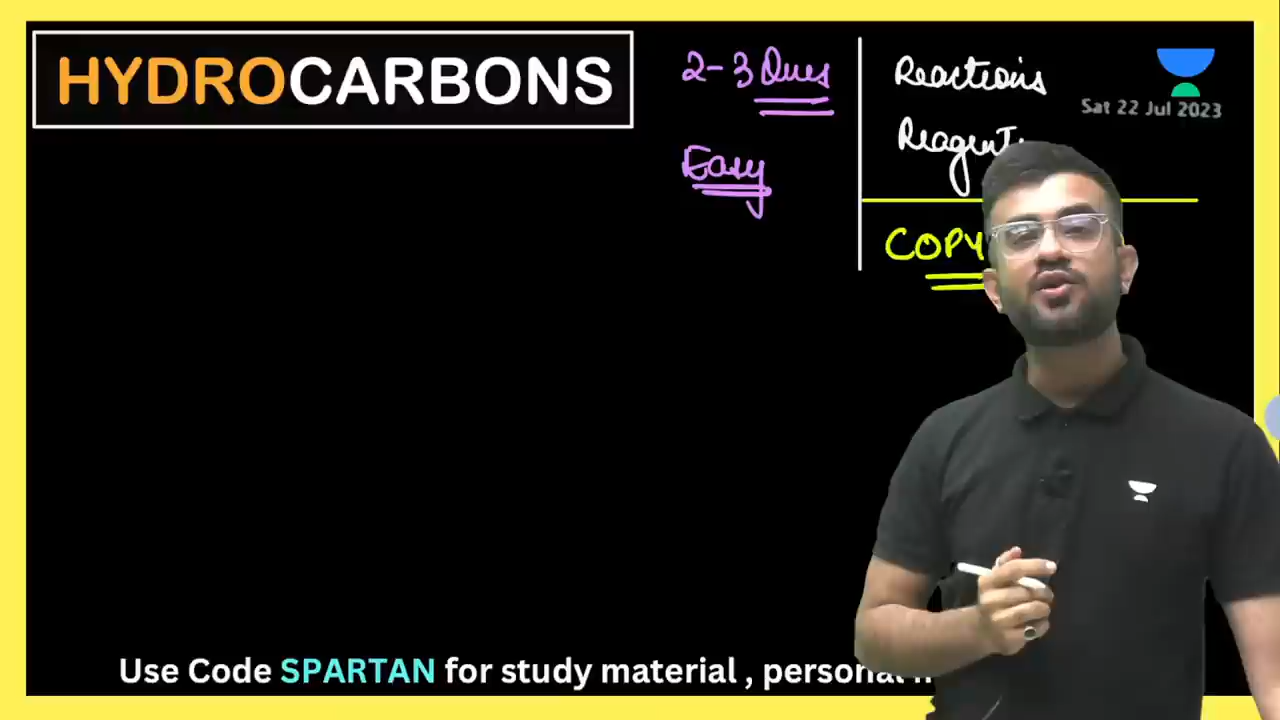 HYDROCARBONS
2-3 Ques
Easy
Reactions
Sat 22 Jul 2023
COPY
Use Code SPARTAN for study material , personal